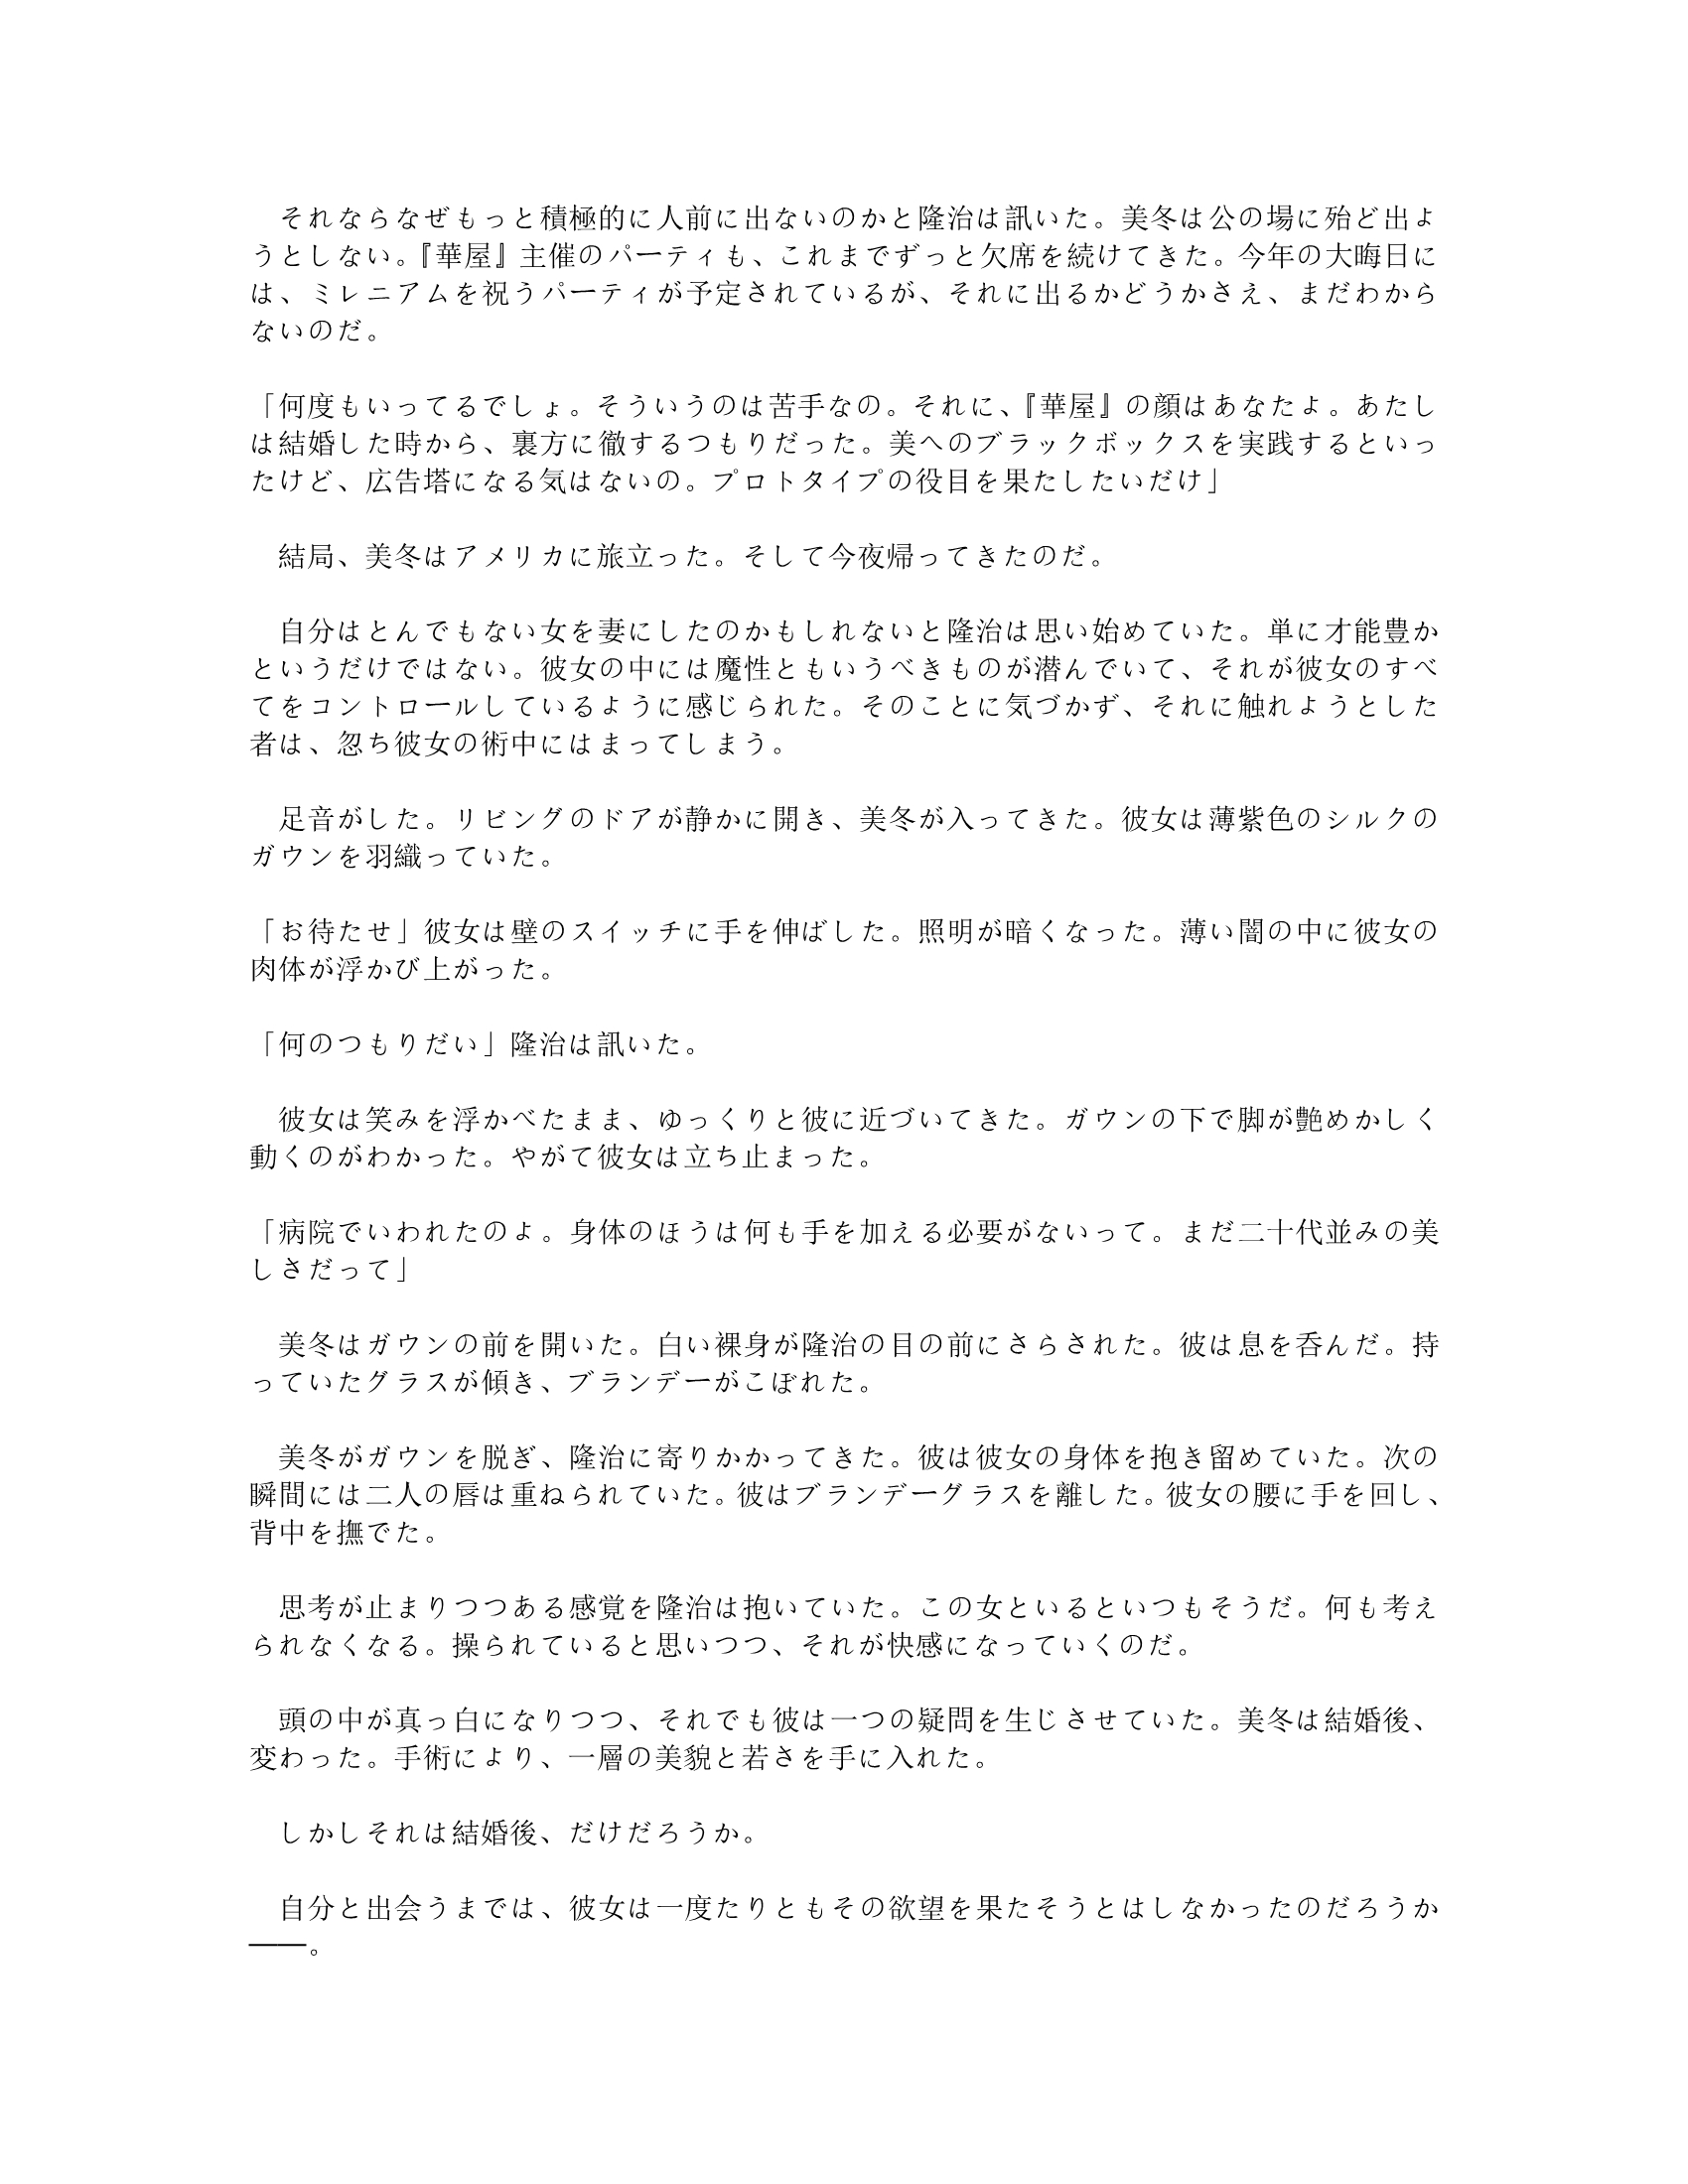 それならなぜもっと積極的に人前に出ないのかと隆治は訊いた。美冬は公の場に殆ど出よ
うとしない。『華屋』主催のパーティも、これまでずっと欠席を続けてきた。今年の大晦日に
は、ミレニアムを祝うパーティが予定されているが、それに出るかどうかさえ、まだわから
ないのだ。
「何度もいってるでしょ。そういうのは苦手なの。それに、『華屋』の顔はあなたよ。あたし
は結婚した時から、裏方に徹するつもりだった。美へのブラックボックスを実践するといっ
たけど、広告塔になる気はないの。プロトタイプの役目を果たしたいだけ」
結局、美冬はアメリカに旅立った。そして今夜帰ってきたのだ。
自分はとんでもない女を妻にしたのかもしれないと隆治は思い始めていた。単に才能豊か
というだけではない。彼女の中には魔性ともいうべきものが潜んでいて、それが彼女のすべ
てをコントロールしているように感じられた。そのことに気づかず、それに触れようとした
者は、忽ち彼女の術中にはまってしまう。
足音がした。リビングのドアが静かに開き、美冬が入ってきた。彼女は薄紫色のシルクの
ガウンを羽織っていた。
「お待たせ」彼女は壁のスイッチに手を伸ばした。照明が暗くなった。薄い闇の中に彼女の
肉体が浮かび上がった。
「何のつもりだい」隆治は訊いた。
彼女は笑みを浮かべたまま、ゆっくりと彼に近づいてきた。ガウンの下で脚が艶めかしく
動くのがわかった。やがて彼女は立ち止まった。
「病院でいわれたのよ。身体のほうは何も手を加える必要がないって。まだ二十代並みの美
しさだって」
美冬はガウンの前を開いた。白い裸身が隆治の目の前にさらされた。彼は息を呑んだ。持
っていたグラスが傾き、ブランデーがこぼれた。
美冬がガウンを脱ぎ、隆治に寄りかかってきた。彼は彼女の身体を抱き留めていた。次の
瞬間には二人の唇は重ねられていた。彼はブランデーグラスを離した。彼女の腰に手を回し、
背中を撫でた。
思考が止まりつつある感覚を隆治は抱いていた。この女といるといつもそうだ。何も考え
られなくなる。操られていると思いつつ、それが快感になっていくのだ。
頭の中が真っ白になりつつ、それでも彼は一つの疑問を生じさせていた。美冬は結婚後、
変わった。手術により、一層の美貌と若さを手に入れた。
しかしそれは結婚後、だけだろうか。
自分と出会うまでは、彼女は一度たりともその欲望を果たそうとはしなかったのだろうか
――。